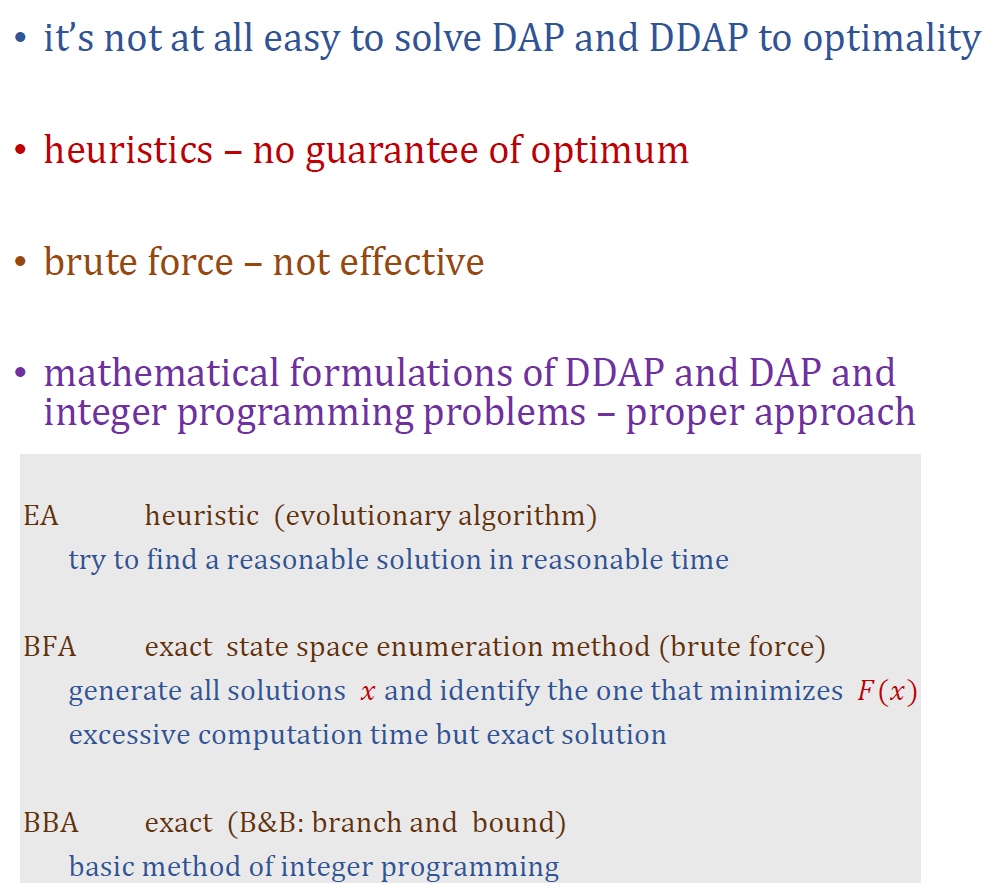 • it’s not at all easy to solve DAP and DDAP to optimality
• heuristics – no guarantee of optimum
• brute force – not effective
• mathematical formulations of DDAP and DAP and
integer programming problems – proper approach
EA heuristic (evolutionary algorithm)
try to find a reasonable solution in reasonable time
BFA exact state space enumeration method (brute force)
generate all solutions x and identify the one that minimizes F(x)
excessive computation time but exact solution
BBA exact (B&B: branch and bound)
basic method of integer programming